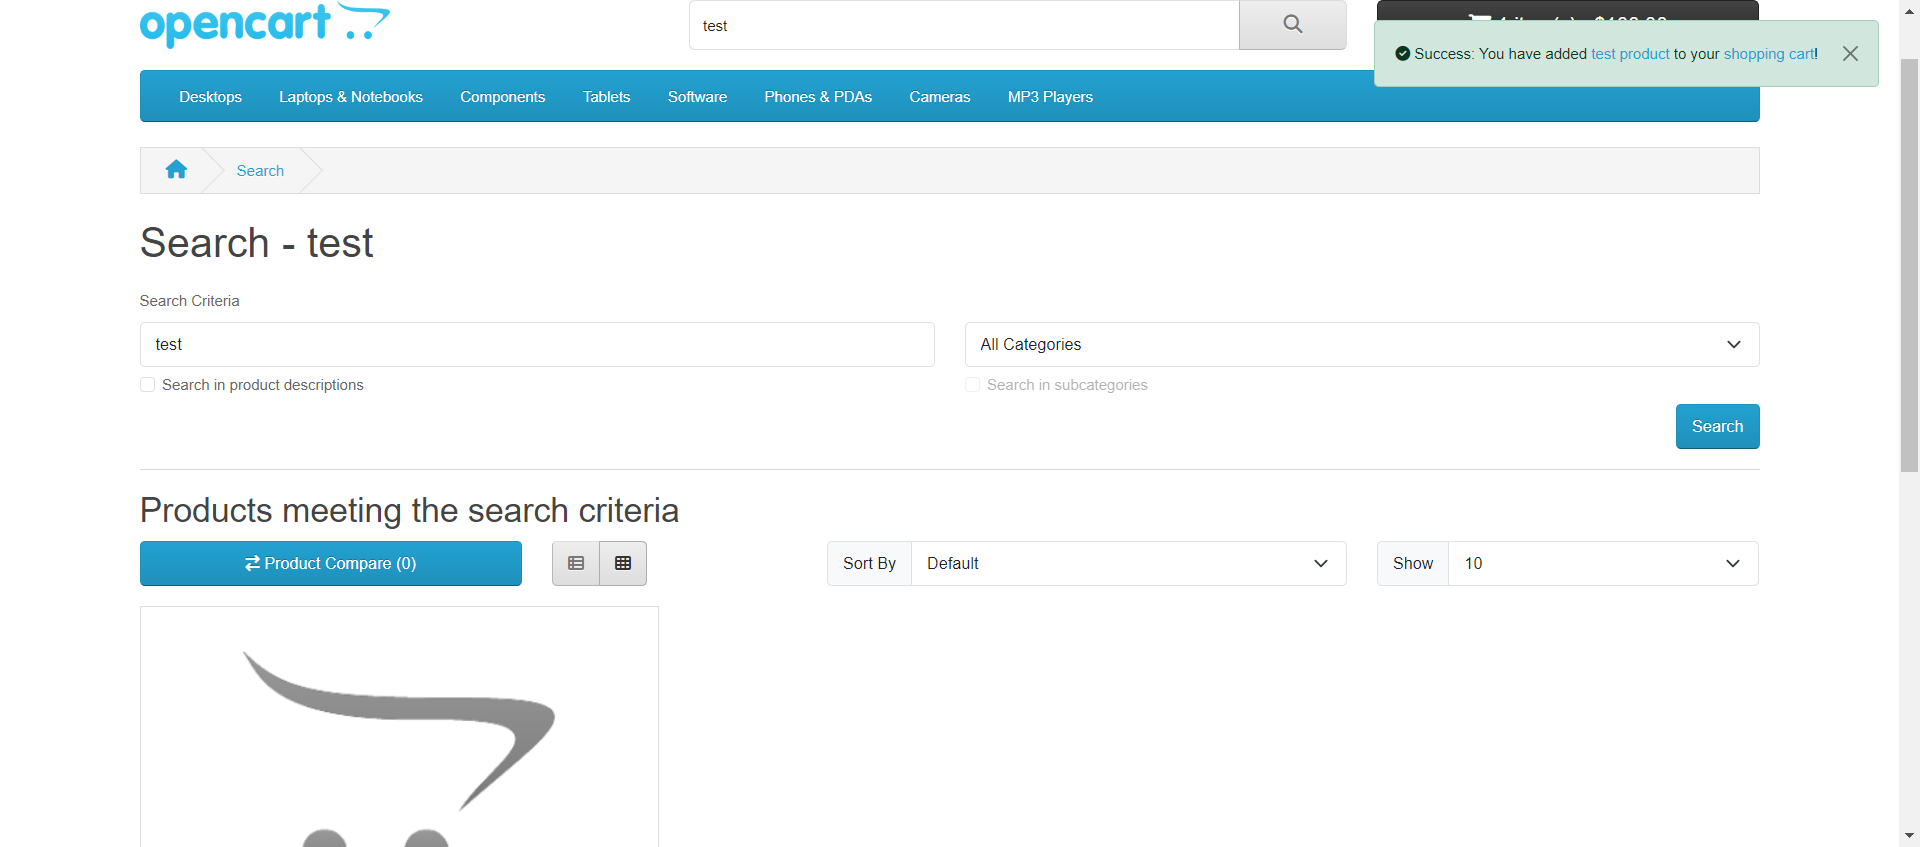 opencart
test
Success: You have added test product to your shopping cart!
Desktops Laptops & Notebooks Components Tablets Software Phones & PDAs Cameras MP3 Players
Search
Search - test
Search Criteria
test
All Categories
Search in product descriptions
Search in subcategories
Search
Products meeting the search criteria
Product Compare (0)
Sort By Default
Show 10